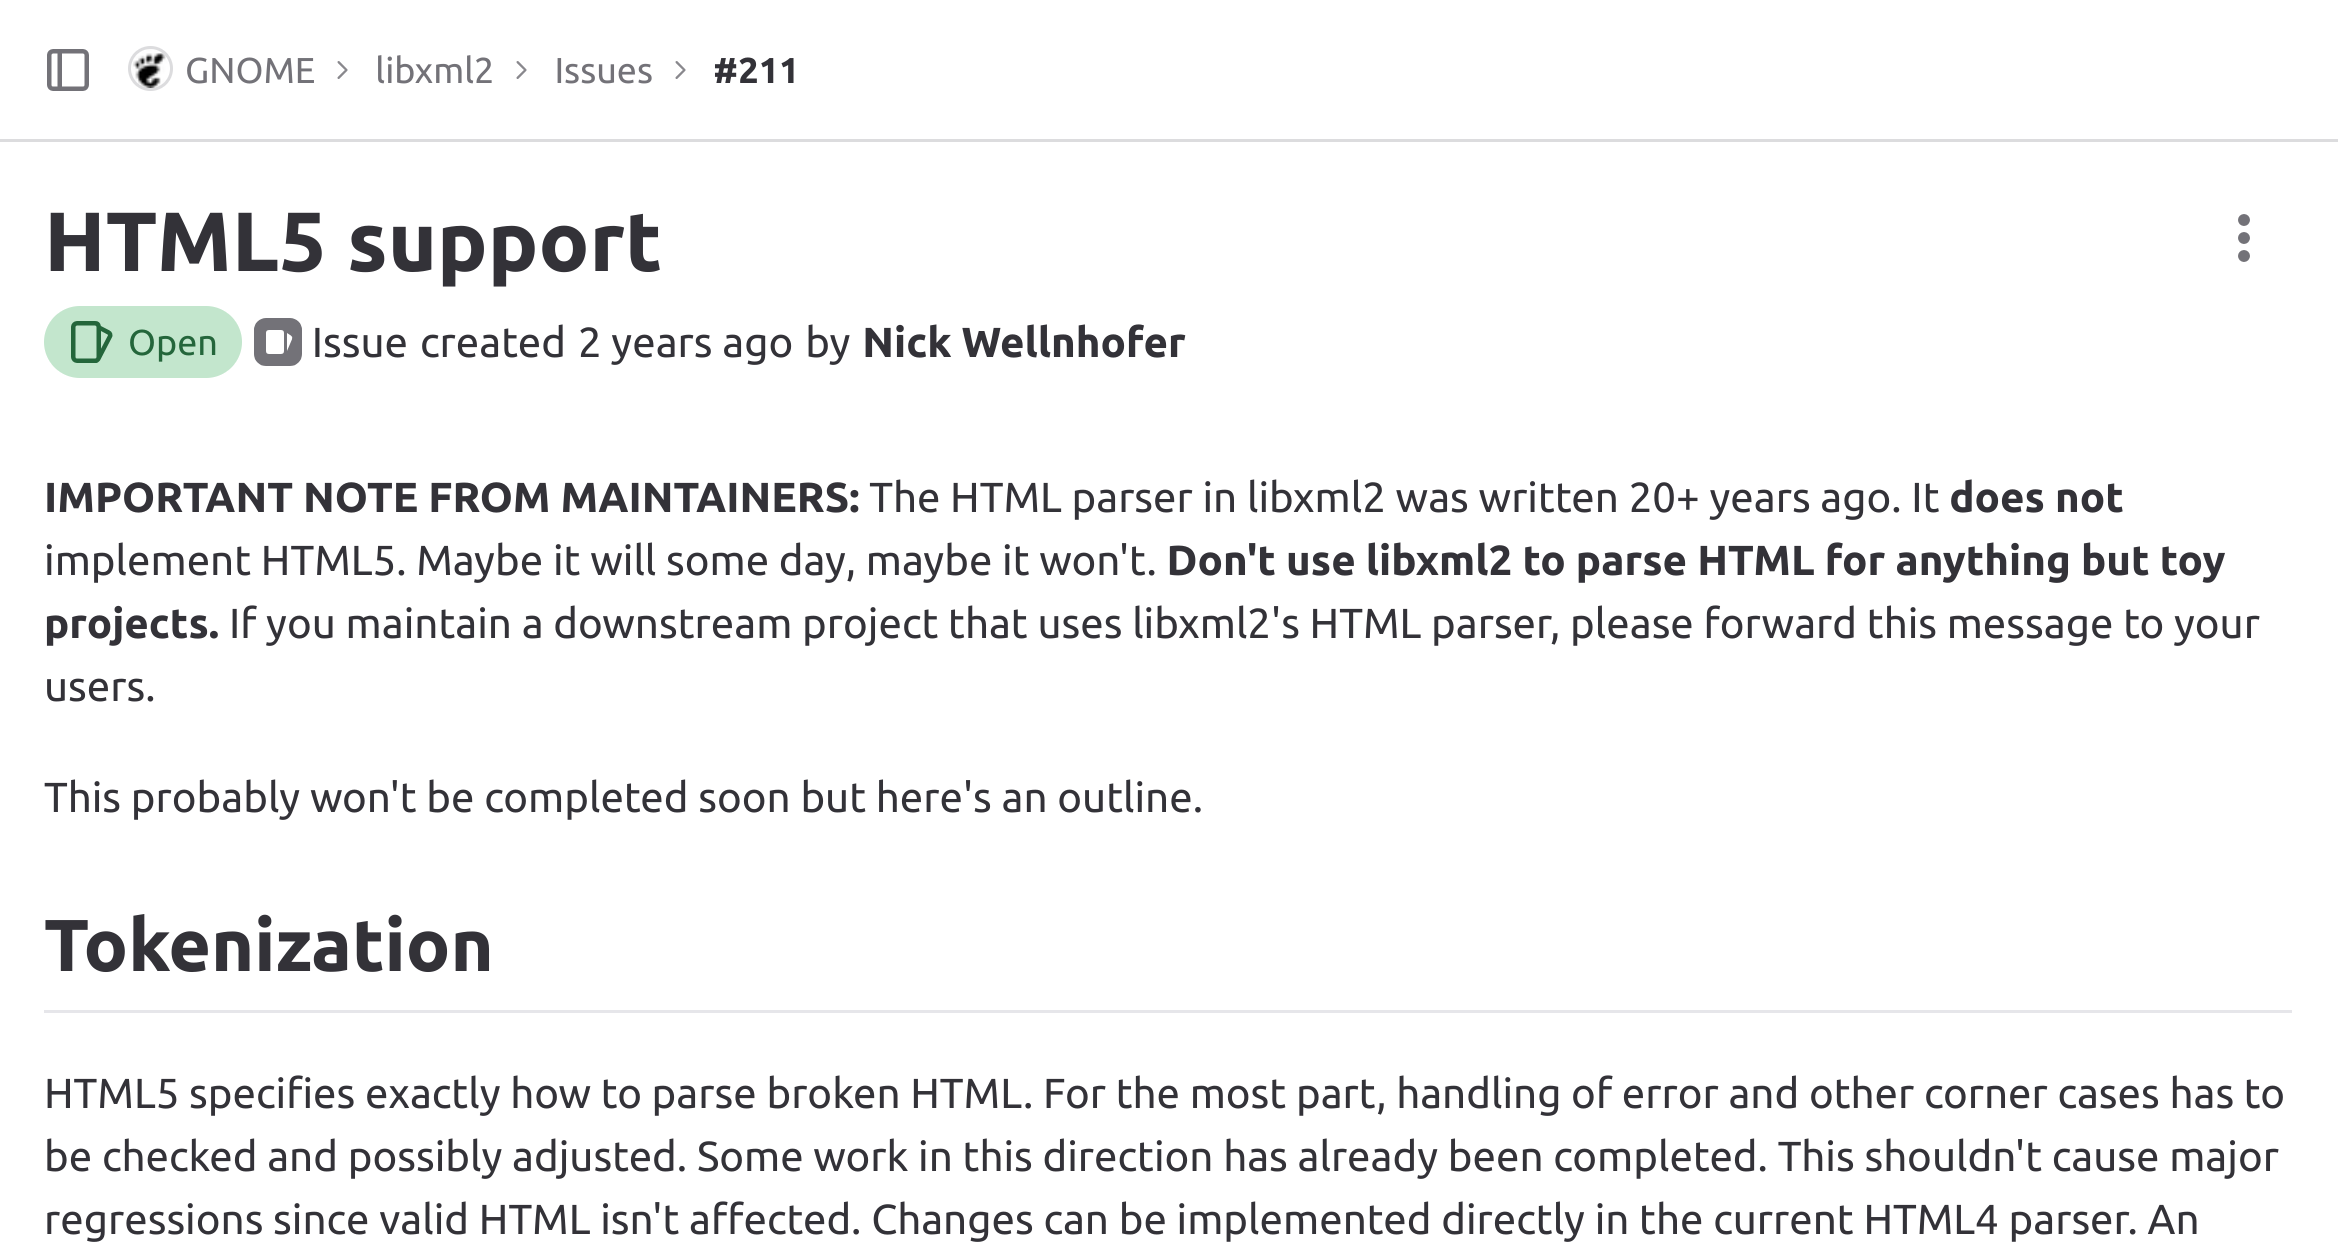 GNOME > libxml2 > Issues > #211
HTML5 support
Open Issue created 2 years ago by Nick Wellnhofer
IMPORTANT NOTE FROM MAINTAINERS: The HTML parser in libxml2 was written 20+ years ago. It does not
implement HTML5. Maybe it will some day, maybe it won't. Don't use libxml2 to parse HTML for anything but toy
projects. If you maintain a downstream project that uses libxml2's HTML parser, please forward this message to your
users.
This probably won't be completed soon but here's an outline.
Tokenization
HTML5 specifies exactly how to parse broken HTML. For the most part, handling of error and other corner cases has to
be checked and possibly adjusted. Some work in this direction has already been completed. This shouldn't cause major
regressions since valid HTML isn't affected. Changes can be implemented directly in the current HTML4 parser. An